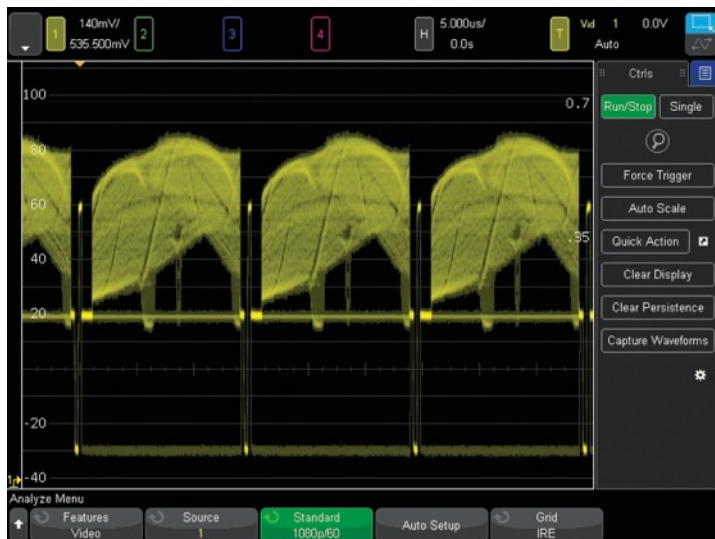 1
140mV/
535.500mV
2
3
4
H
5.000us/
0.0s
T
Vid 1 0.0V
Auto
Ctrls
Run/Stop
Single
Force Trigger
Auto Scale
Quick Action
Clear Display
Clear Persistence
Capture Waveforms
100
0.7
80
60
.35
40
20
-20
-40
Analyze Menu
Features
Video
Source
1
Standard
1080p/60
Auto Setup
Grid
IRE